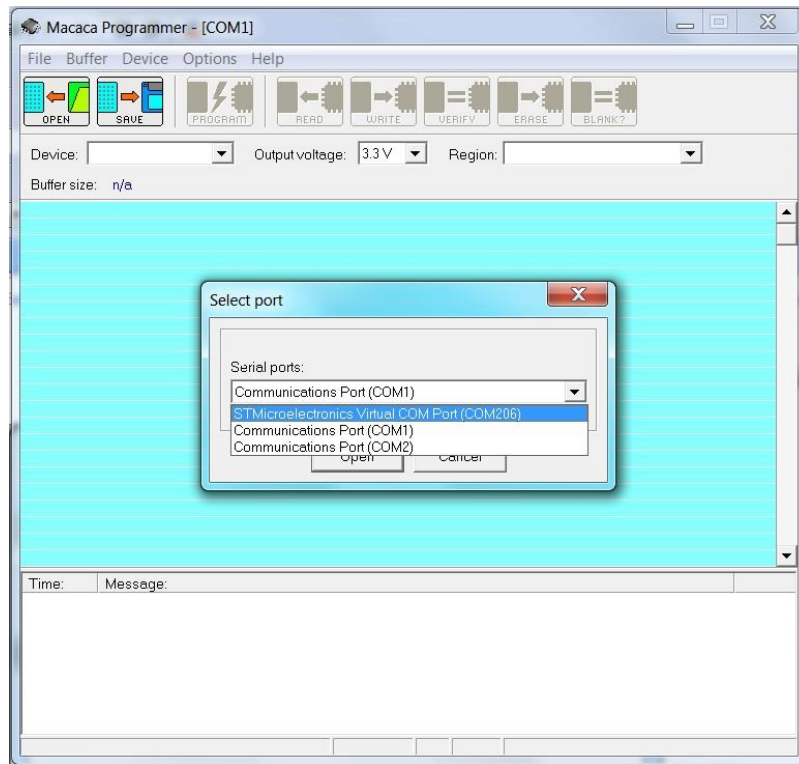 Macaca Programmer - [COM1]
File Buffer Device Options Help
OPEN SAVE PROGRAM READ WRITE VERIFY ERASE BLANK?
Device: Output voltage: 3.3 V Region:
Buffer size: n/a
Select port
Serial ports:
Communications Port (COM1)
STMicroelectronics Virtual COM Port (COM206)
Communications Port (COM1)
Communications Port (COM2)
Open Cancel
Time: Message: